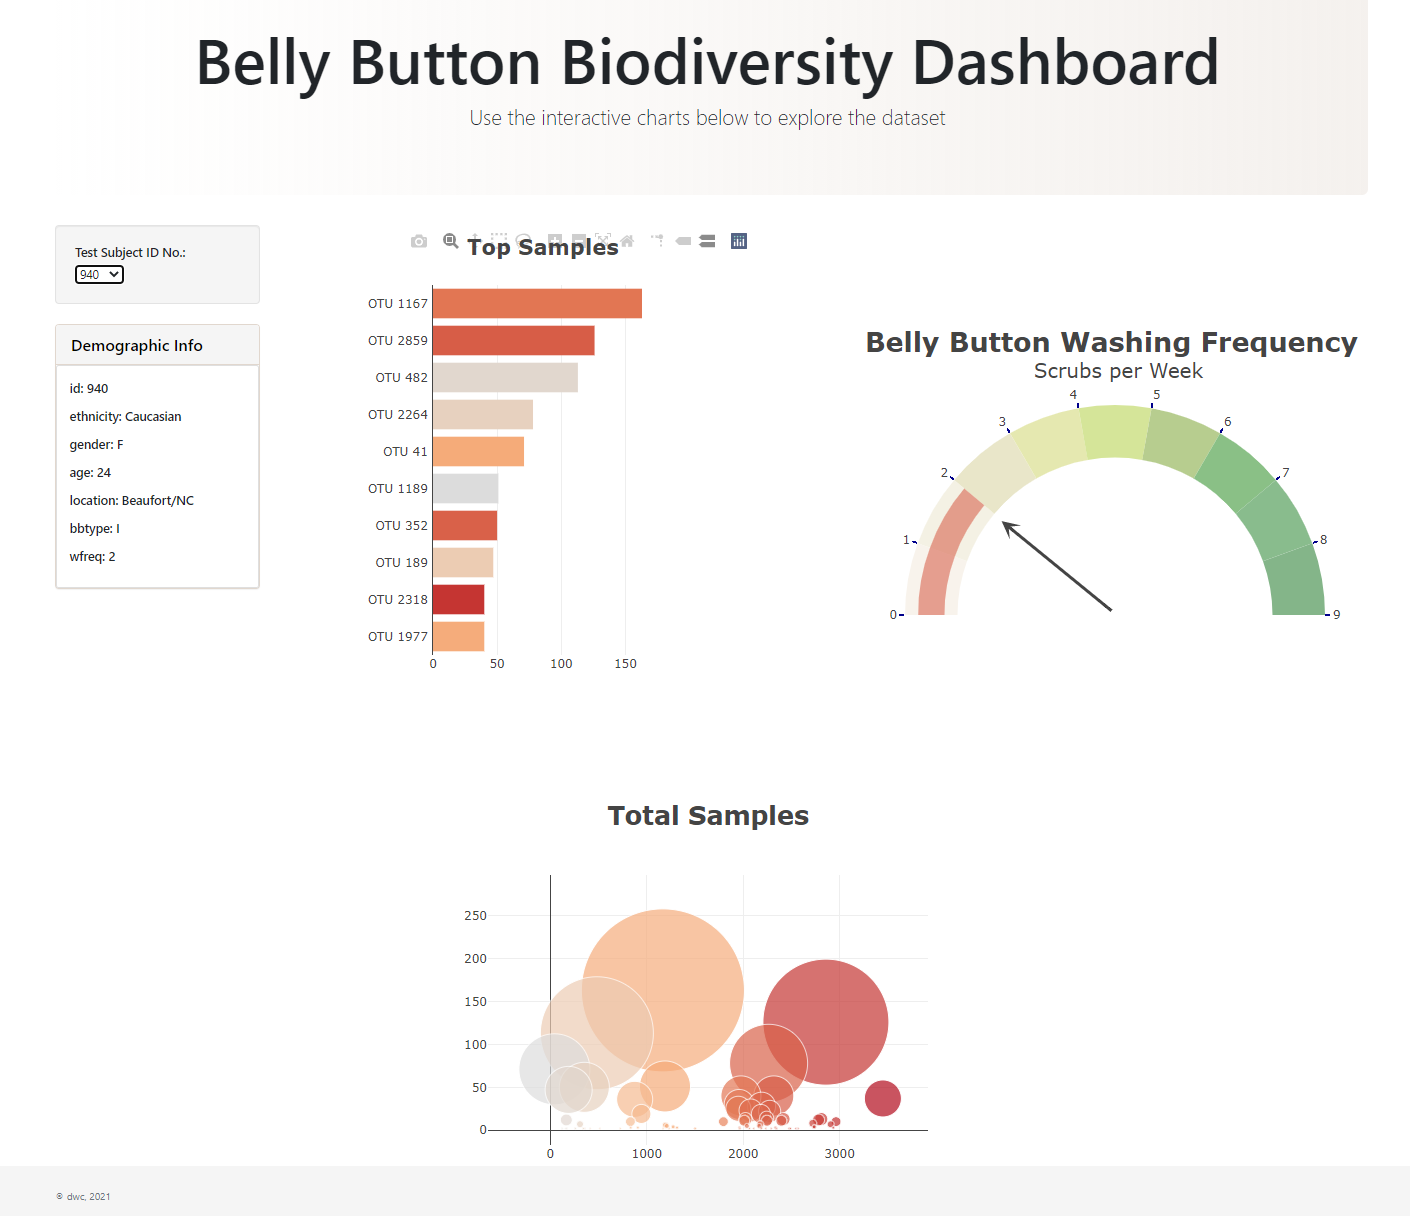 Belly Button Biodiversity Dashboard
Use the interactive charts below to explore the dataset
Test Subject ID No.:
940
Demographic Info
id: 940
ethnicity: Caucasian
gender: F
age: 24
location: Beaufort/NC
bbtype: I
wfreq: 2
Top Samples
OTU 1167
OTU 2859
OTU 482
OTU 2264
OTU 41
OTU 1189
OTU 352
OTU 189
OTU 2318
OTU 1977
0 50 100 150
Belly Button Washing Frequency
Scrubs per Week
0 1 2 3 4 5 6 7 8 9
Total Samples
250
200
150
100
50
0
0 1000 2000 3000
® dwc, 2021